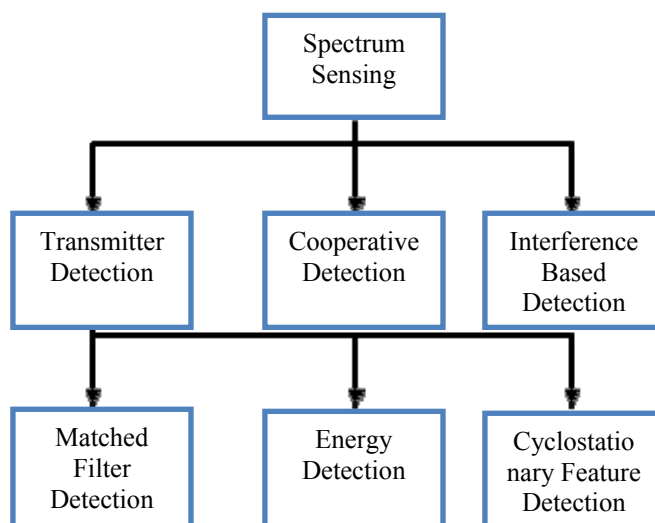 Spectrum
Sensing
Transmitter
Detection
Cooperative
Detection
Interference
Based
Detection
Matched
Filter
Detection
Energy
Detection
Cyclostatio
nary Feature
Detection